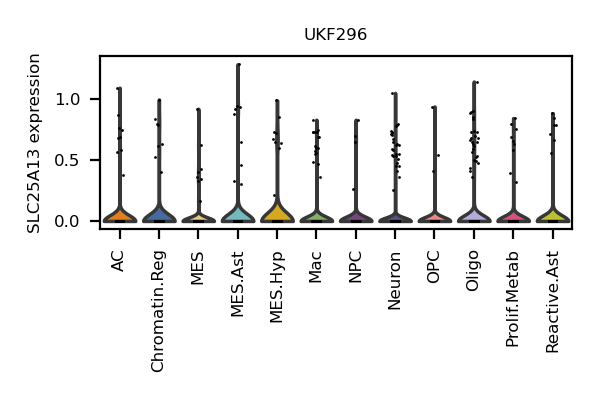 UKF296
SLC25A13 expression
1.0
0.5
0.0
AC
Chromatin.Reg
MES
MES.Ast
MES.Hyp
Mac
NPC
Neuron
OPC
Oligo
Prolif.Metab
Reactive.Ast